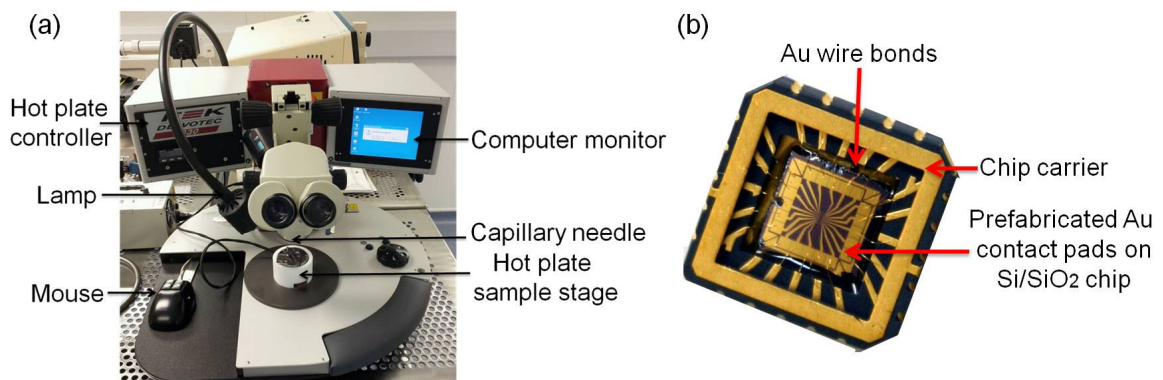 (a)
Hot plate
controller
Lamp
Mouse
Computer monitor
Capillary needle
Hot plate
sample stage
(b)
Au wire bonds
Chip carrier
Prefabricated Au
contact pads on
Si/SiO2 chip